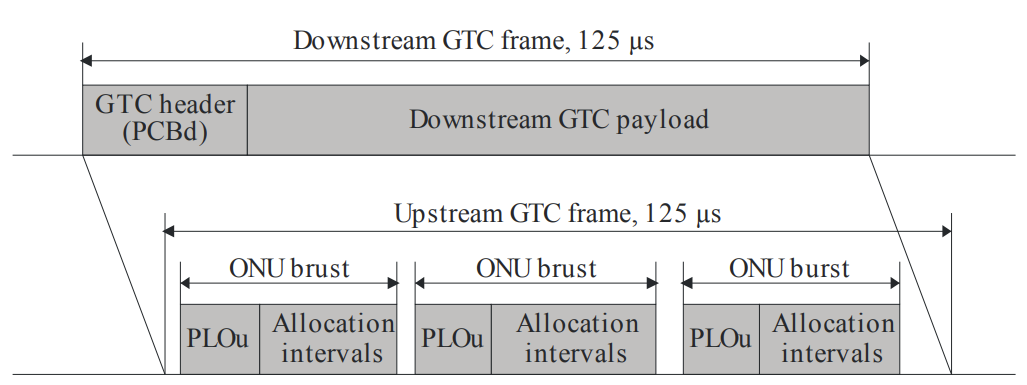 Downstream GTC frame, 125 μs
GTC header
(PCBd)
Downstream GTC payload
Upstream GTC frame, 125 μs
ONU brust
ONU brust
ONU burst
PLOu
Allocation
intervals
PLOu
Allocation
intervals
PLOu
Allocation
intervals